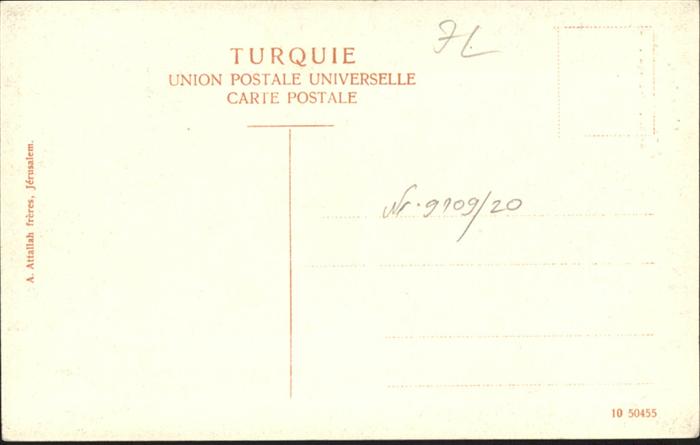 TURQUIE
UNION POSTALE UNIVERSELLE
CARTE POSTALE
A. Attallah frères, Jérusalem.
Nr. 9109/20
10 50455